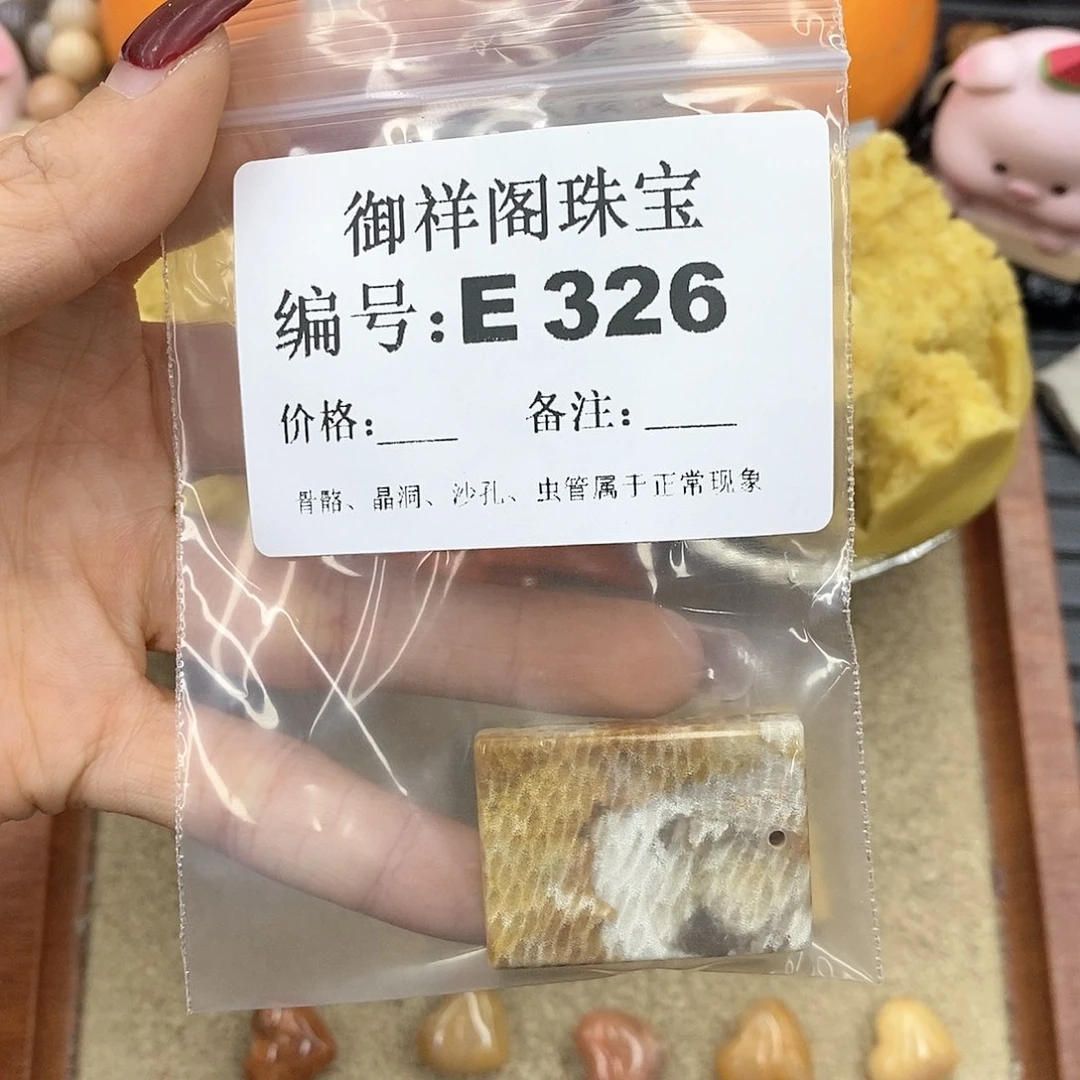 御祥阁珠宝
编号:E 326
价格:____ 备注:____
骨骼、晶洞、沙孔、虫管属于正常现象